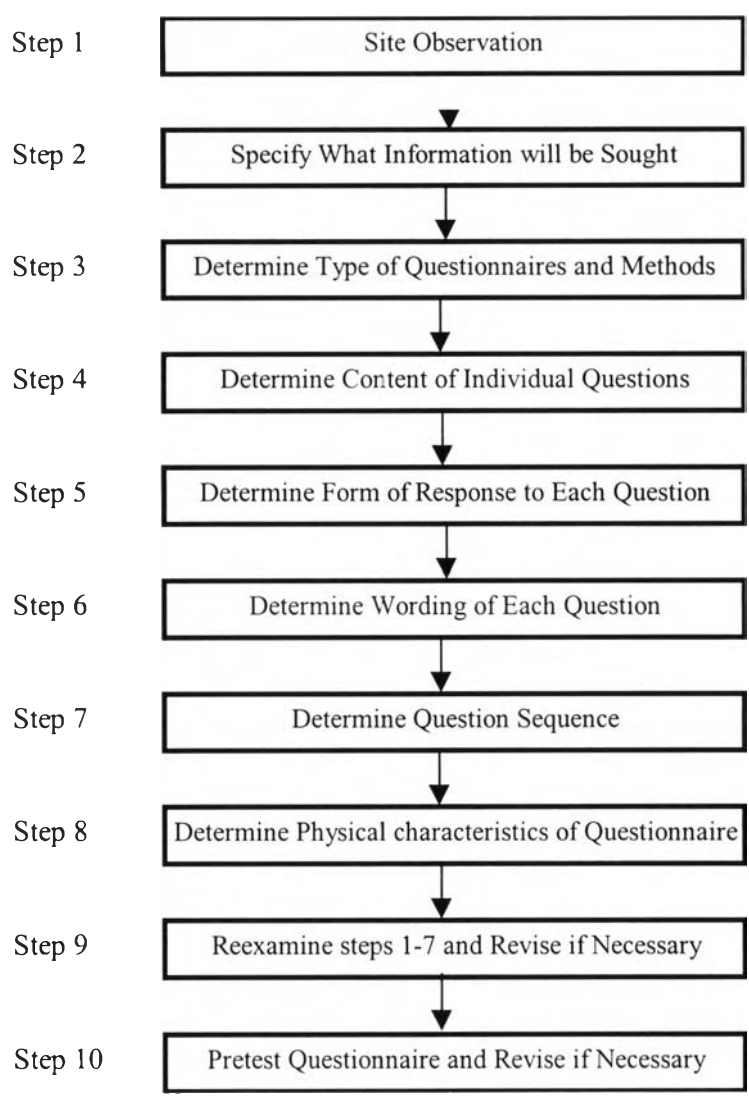 Step 1 Site Observation
Step 2 Specify What Information will be Sought
Step 3 Determine Type of Questionnaires and Methods
Step 4 Determine Content of Individual Questions
Step 5 Determine Form of Response to Each Question
Step 6 Determine Wording of Each Question
Step 7 Determine Question Sequence
Step 8 Determine Physical characteristics of Questionnaire
Step 9 Reexamine steps 1-7 and Revise if Necessary
Step 10 Pretest Questionnaire and Revise if Necessary